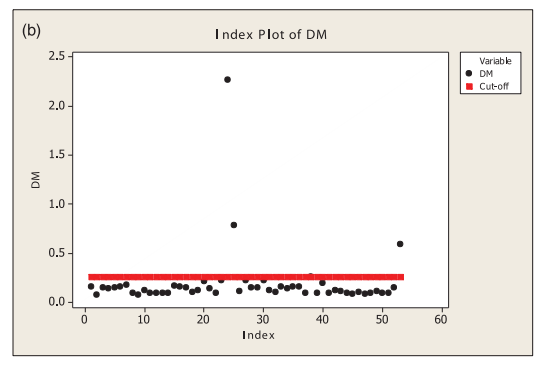 (b)
Index Plot of DM
Variable
DM
Cut-off
2.5
2.0
1.5
1.0
0.5
0.0
DM
0 10 20 30 40 50 60
Index